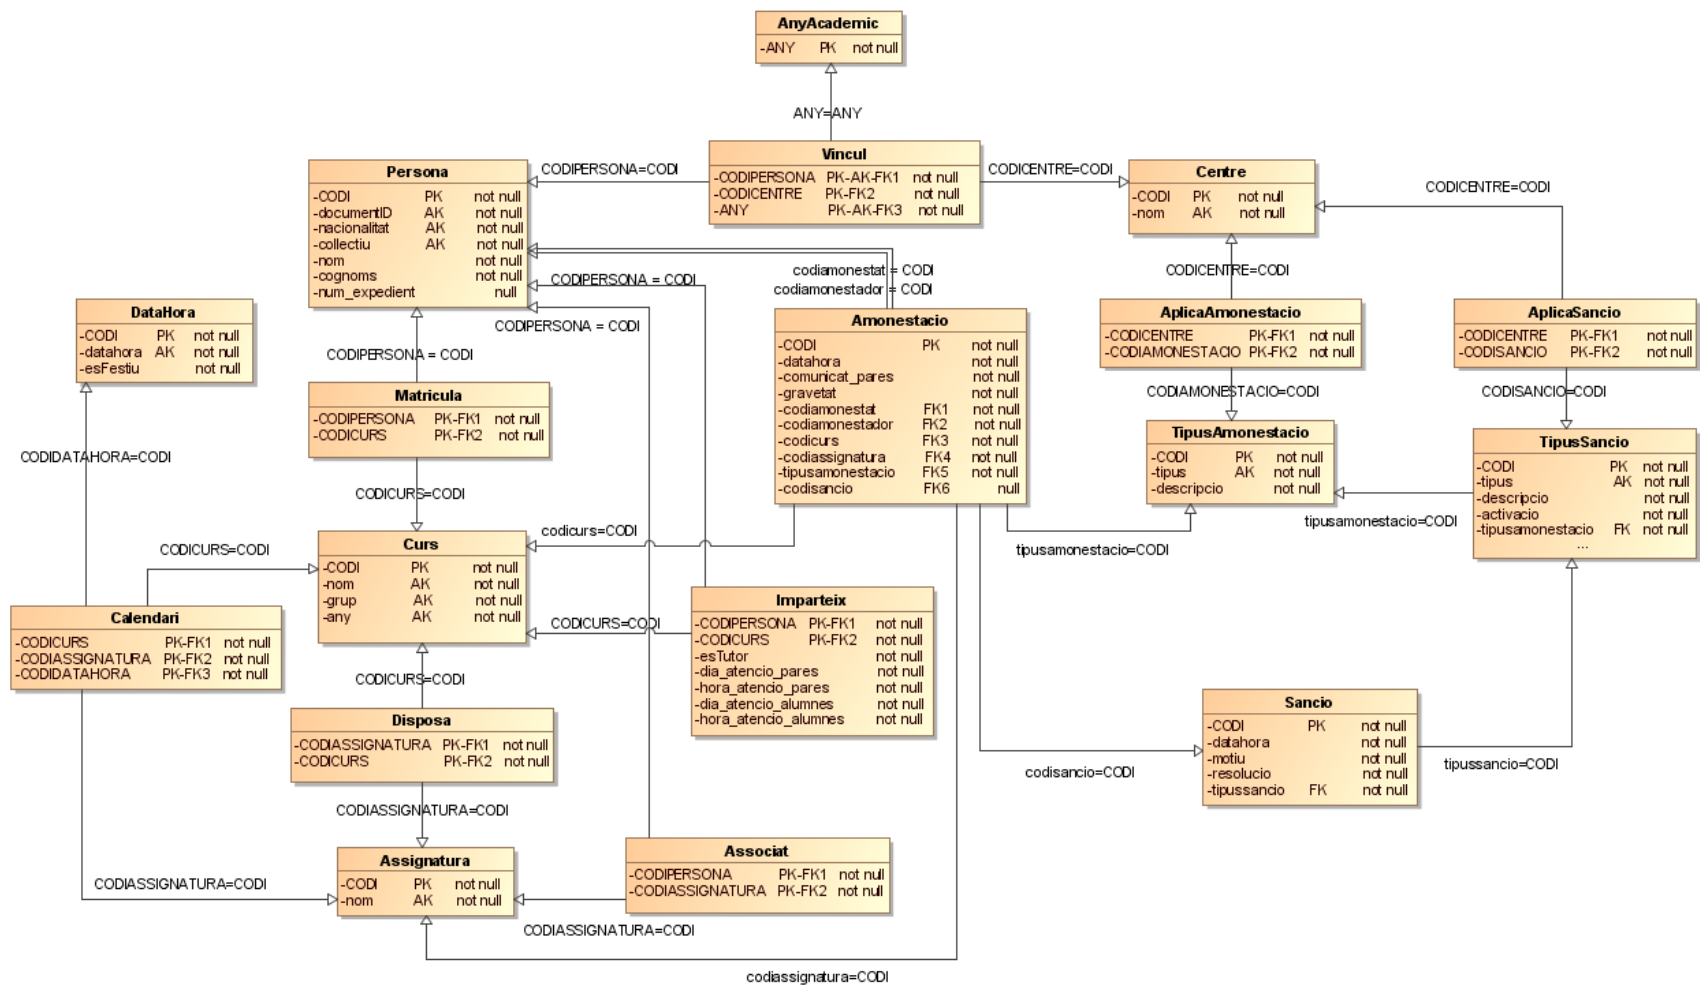 AnyAcademic
-ANY PK not null
ANY=ANY
Vincul
-CODIPERSONA PK-AK-FK1 not null
-CODICENTRE PK-FK2 not null
-ANY PK-AK-FK3 not null
CODIPERSONA=CODI
CODICENTRE=CODI
Persona
-CODI PK not null
-documentID AK not null
-nacionalitat AK not null
-collectiu AK not null
-nom not null
-cognoms not null
-num_expedient null
Centre
-CODI PK not null
-nom AK not null
CODICENTRE=CODI
CODICENTRE=CODI
codiamonestat = CODI
codiamonestador = CODI
CODIPERSONA = CODI
CODIPERSONA = CODI
CODIPERSONA = CODI
DataHora
-CODI PK not null
-datahora AK not null
-esFestiu not null
Amonestacio
-CODI PK not null
-datahora not null
-comunicat_pares not null
-gravetat not null
-codiamonestat FK1 not null
-codiamonestador FK2 not null
-codicurs FK3 not null
-codiassignatura FK4 not null
-tipusamonestacio FK5 not null
-codisancio FK6 null
AplicaAmonestacio
-CODICENTRE PK-FK1 not null
-CODIAMONESTACIO PK-FK2 not null
AplicaSancio
-CODICENTRE PK-FK1 not null
-CODISANCIO PK-FK2 not null
CODIAMONESTACIO=CODI
CODISANCIO=CODI
Matricula
-CODIPERSONA PK-FK1 not null
-CODICURS PK-FK2 not null
TipusAmonestacio
-CODI PK not null
-tipus AK not null
-descripcio not null
TipusSancio
-CODI PK not null
-tipus AK not null
-descripcio not null
-activacio not null
-tipusamonestacio FK not null
...
CODIDATAHORA=CODI
CODICURS=CODI
codicurs=CODI
tipusamonestacio=CODI
tipusamonestacio=CODI
CODICURS=CODI
Curs
-CODI PK not null
-nom AK not null
-grup AK not null
-any AK not null
Calendari
-CODICURS PK-FK1 not null
-CODIASSIGNATURA PK-FK2 not null
-CODIDATAHORA PK-FK3 not null
CODICURS=CODI
Imparteix
-CODIPERSONA PK-FK1 not null
-CODICURS PK-FK2 not null
-esTutor not null
-dia_atencio_pares not null
-hora_atencio_pares not null
-dia_atencio_alumnes not null
-hora_atencio_alumnes not null
CODICURS=CODI
Disposa
-CODIASSIGNATURA PK-FK1 not null
-CODICURS PK-FK2 not null
Sancio
-CODI PK not null
-datahora not null
-motiu not null
-resolucio not null
-tipussancio FK not null
codisancio=CODI
tipussancio=CODI
CODIASSIGNATURA=CODI
Assignatura
-CODI PK not null
-nom AK not null
Associat
-CODIPERSONA PK-FK1 not null
-CODIASSIGNATURA PK-FK2 not null
CODIASSIGNATURA=CODI
CODIASSIGNATURA=CODI
codiassignatura=CODI